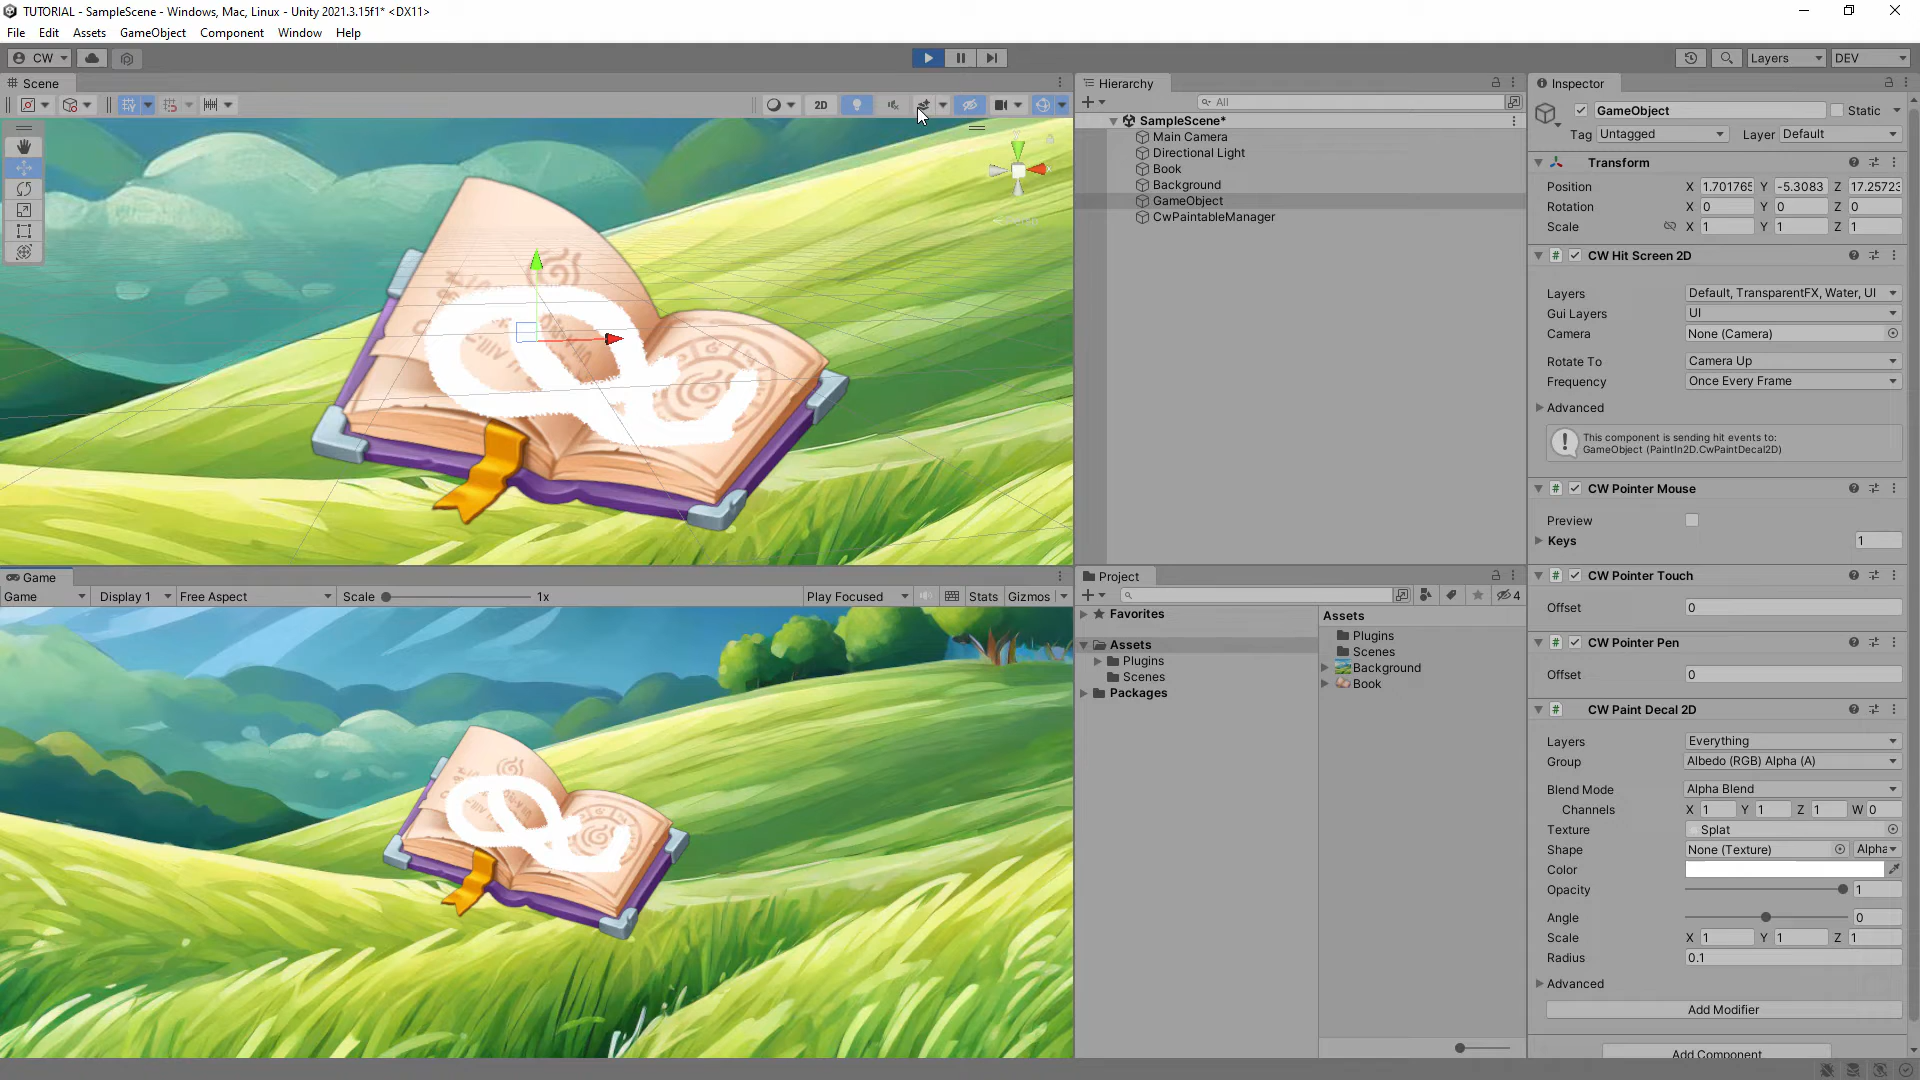 TUTORIAL - SampleScene - Windows, Mac, Linux - Unity 2021.3.15f1* <DX11>
File Edit Assets GameObject Component Window Help
CW Layers DEV
Scene
2D
Game
Game Display 1 Free Aspect Scale 1x Play Focused Stats Gizmos
Hierarchy
All
SampleScene*
Main Camera
Directional Light
Book
Background
GameObject
CwPaintableManager
Project
4
Favorites
Assets
Plugins
Scenes
Packages
Assets
Plugins
Scenes
Background
Book
Inspector
GameObject Static
Tag Untagged Layer Default
Transform
Position X 1.701765 Y -5.3083 Z 17.25723
Rotation X 0 Y 0 Z 0
Scale X 1 Y 1 Z 1
CW Hit Screen 2D
Layers Default, TransparentFX, Water, UI
Gui Layers UI
Camera None (Camera)
Rotate To Camera Up
Frequency Once Every Frame
Advanced
This component is sending hit events to:
GameObject (PaintIn2D.CwPaintDecal2D)
CW Pointer Mouse
Preview
Keys 1
CW Pointer Touch
Offset 0
CW Pointer Pen
Offset 0
CW Paint Decal 2D
Layers Everything
Group Albedo (RGB) Alpha (A)
Blend Mode Alpha Blend
Channels X 1 Y 1 Z 1 W 0
Texture Splat
Shape None (Texture) Alpha
Color
Opacity 1
Angle 0
Scale X 1 Y 1 Z 1
Radius 0.1
Advanced
Add Modifier
Add Component